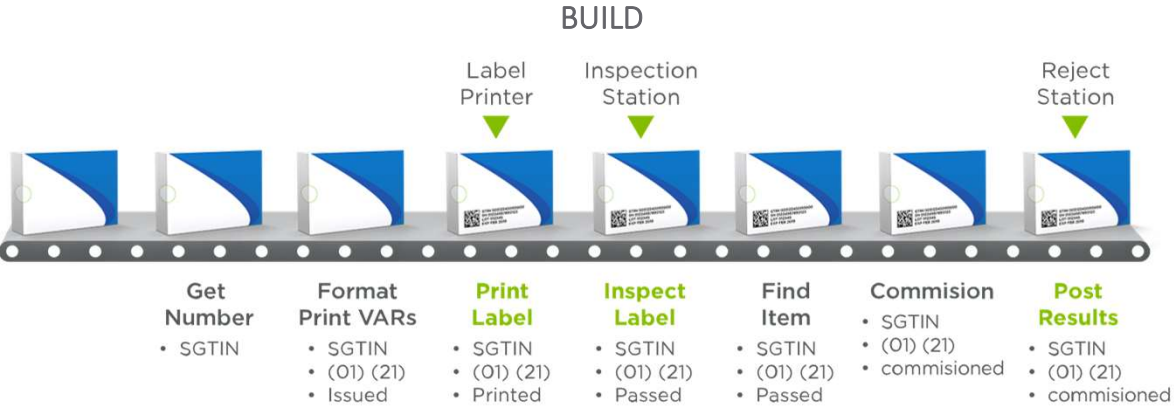 BUILD
Label
Printer
Inspection
Station
Reject
Station
Get
Number
• SGTIN
Format
Print VARs
• SGTIN
• (01) (21)
• Issued
Print
Label
• SGTIN
• (01) (21)
• Printed
Inspect
Label
• SGTIN
• (01) (21)
• Passed
Find
Item
• SGTIN
• (01) (21)
• Passed
Commision
• SGTIN
• (01) (21)
• commisioned
Post
Results
• SGTIN
• (01) (21)
• commisioned